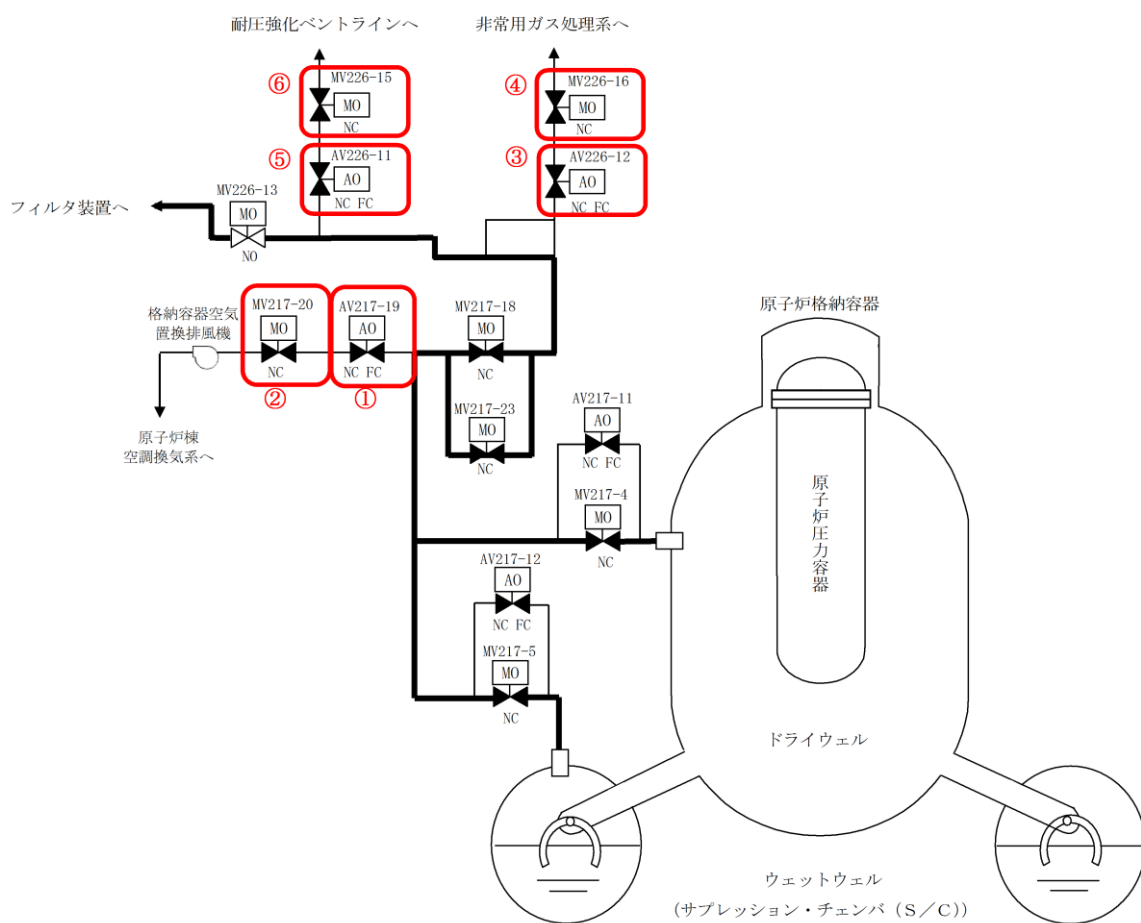 耐圧強化ベントラインへ
非常用ガス処理系へ
⑥
MV226-15
MO
NC
④
MV226-16
MO
NC
⑤
AV226-11
AO
NC FC
③
AV226-12
AO
NC FC
MV226-13
MO
NO
フィルタ装置へ
格納容器空気
置換排風機
MV217-20
MO
NC
②
AV217-19
AO
NC FC
①
MV217-18
MO
NC
MV217-23
MO
NC
原子炉棟
空調換気系へ
AV217-11
AO
NC FC
MV217-4
MO
NC
AV217-12
AO
NC FC
MV217-5
MO
NC
原子炉格納容器
原子炉圧力容器
ドライウェル
ウェットウェル
(サプレッション・チェンバ(S/C))